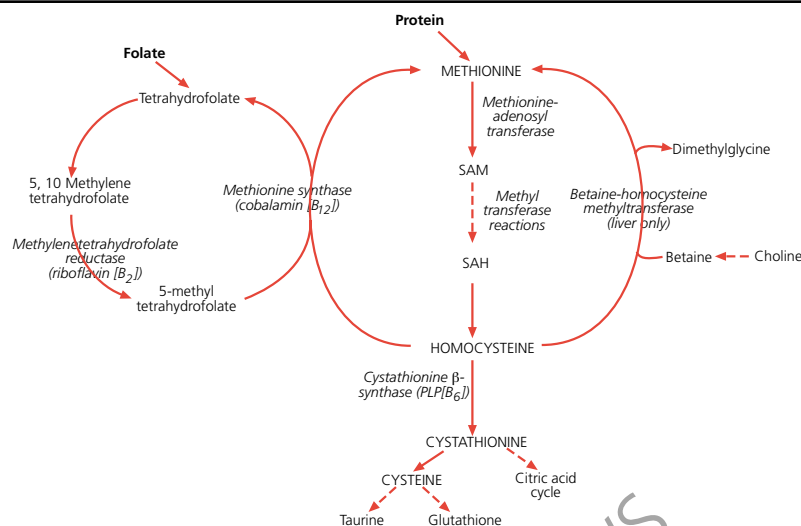 Protein
Folate
METHIONINE
Tetrahydrofolate
Methionine-
adenosyl
transferase
Dimethylglycine
SAM
5, 10 Methylene
tetrahydrofolate
Methionine synthase
(cobalamin [B12])
Methyl
transferase
reactions
Betaine-homocysteine
methyltransferase
(liver only)
Methylenetetrahydrofolate
reductase
(riboflavin [B2])
SAH
Betaine
Choline
5-methyl
tetrahydrofolate
HOMOCYSTEINE
Cystathionine β-
synthase (PLP[B6])
CYSTATHIONINE
CYSTEINE
Citric acid
cycle
Taurine
Glutathione